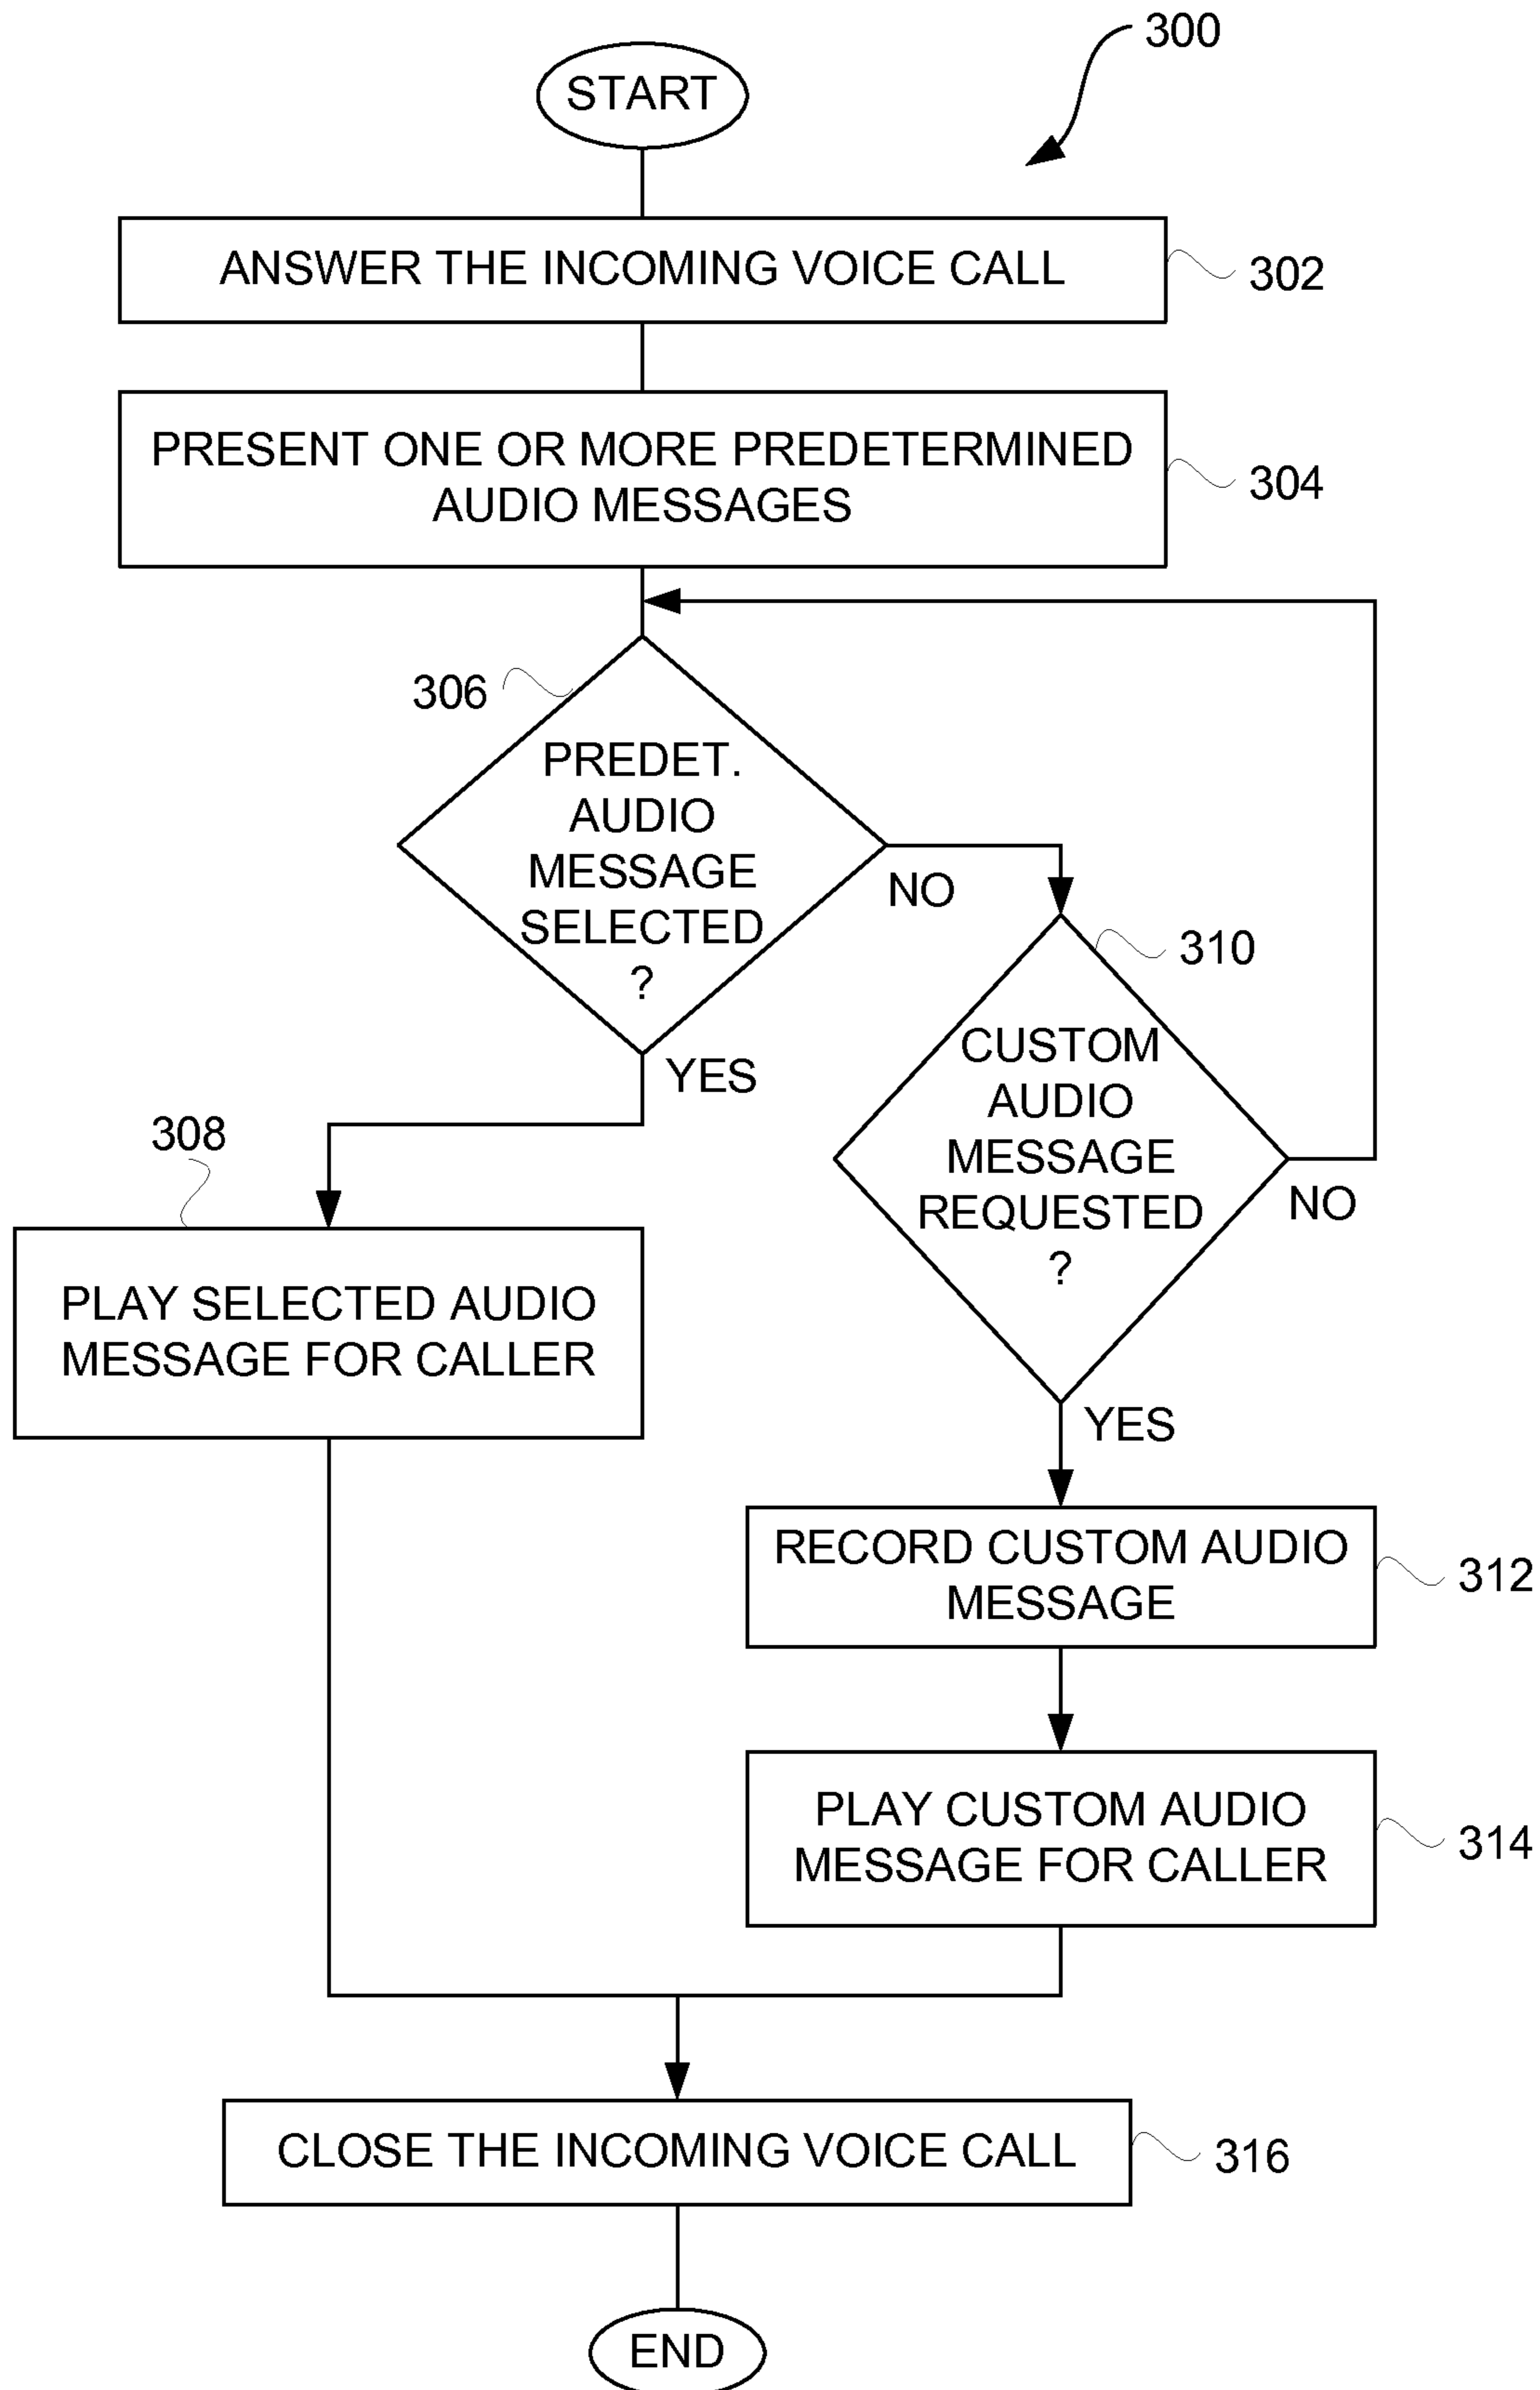 300
START
ANSWER THE INCOMING VOICE CALL
302
PRESENT ONE OR MORE PREDETERMINED
AUDIO MESSAGES
304
306
PREDET.
AUDIO
MESSAGE
SELECTED
?
NO
YES
310
CUSTOM
AUDIO
MESSAGE
REQUESTED
?
NO
YES
308
PLAY SELECTED AUDIO
MESSAGE FOR CALLER
RECORD CUSTOM AUDIO
MESSAGE
312
PLAY CUSTOM AUDIO
MESSAGE FOR CALLER
314
CLOSE THE INCOMING VOICE CALL
316
END